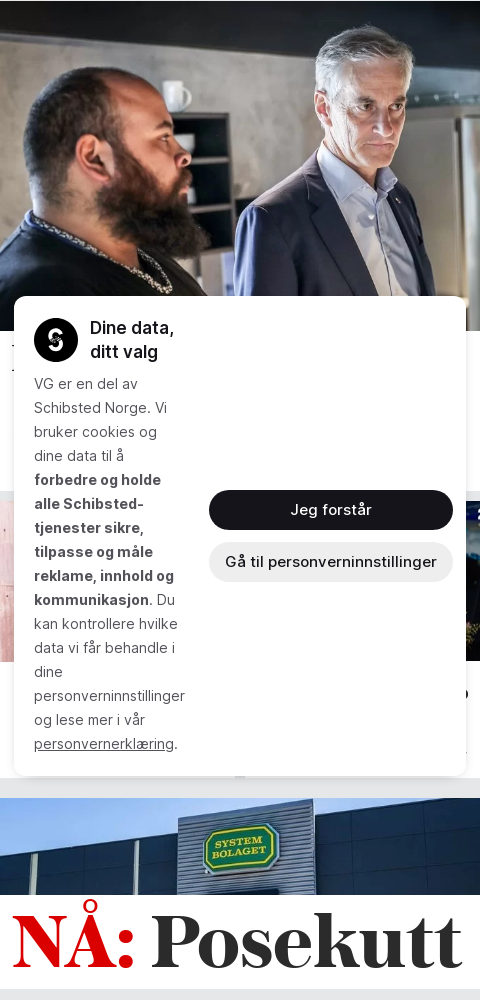 Dine data,
ditt valg
VG er en del av
Schibsted Norge. Vi
bruker cookies og
dine data til å
forbedre og holde
alle Schibsted-
tjenester sikre,
tilpasse og måle
reklame, innhold og
kommunikasjon. Du
kan kontrollere hvilke
data vi får behandle i
dine
personverninnstillinger
og lese mer i vår
personvernerklæring.
Jeg forstår
Gå til personverninnstillinger
SYSTEM
BOLAGET
NÅ: Posekutt